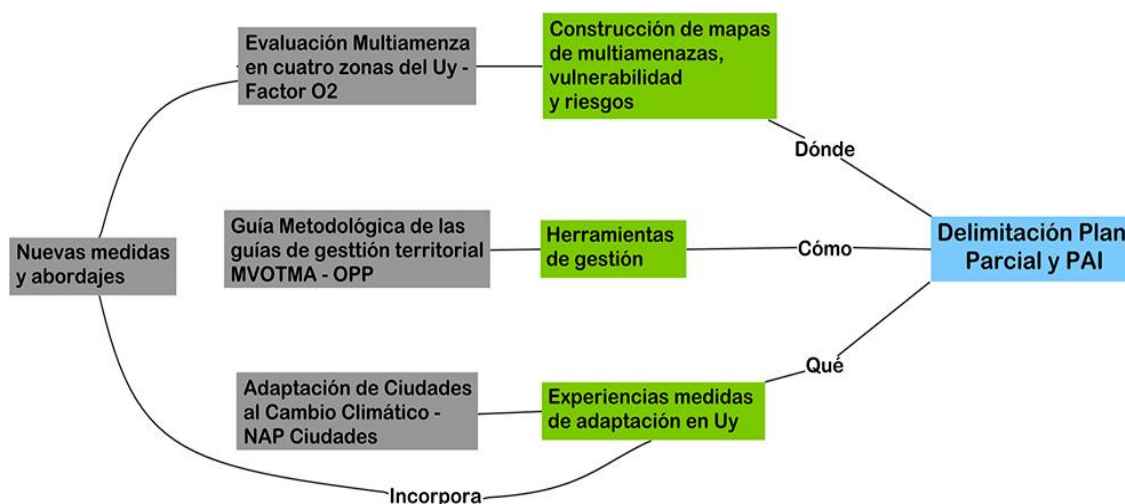 Evaluación Multiamenza
en cuatro zonas del Uy -
Factor O2
Construcción de mapas
de multiamenazas,
vulnerabilidad
y riesgos
Dónde
Nuevas medidas
y abordajes
Guía Metodológica de las
guías de gesttión territorial
MVOTMA - OPP
Herramientas
de gestión
Cómo
Delimitación Plan
Parcial y PAI
Qué
Adaptación de Ciudades
al Cambio Climático -
NAP Ciudades
Experiencias medidas
de adaptación en Uy
Incorpora